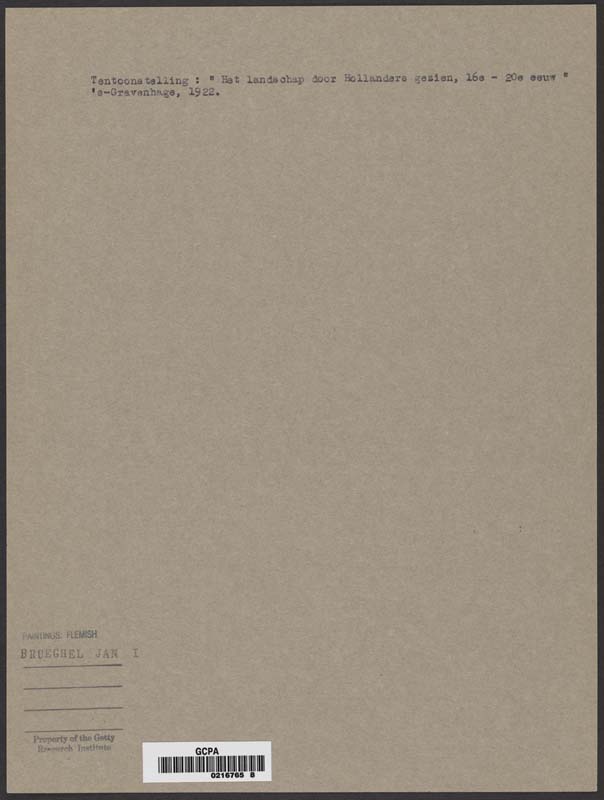 Tentoonstelling : " Het landschap door Hollanders gezien, 16e - 20e eeuw "
's-Gravenhage, 1922.
PAINTINGS: FLEMISH
BRUEGHEL JAN I
Property of the Getty
Research Institute
GCPA
0216765 8